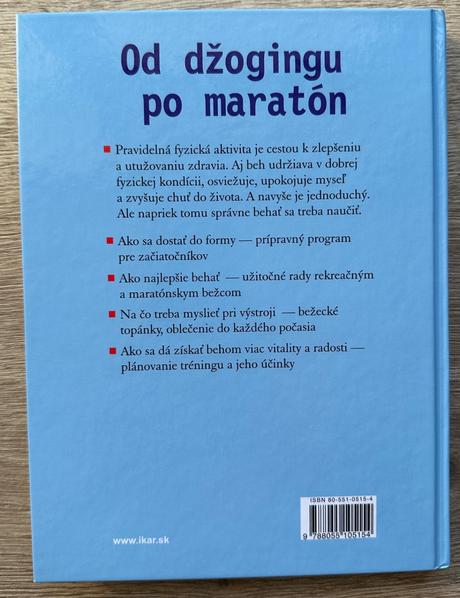 Od džogingu
po maratón
■ Pravidelná fyzická aktivita je cestou k zlepšeniu
a utužovaniu zdravia. Aj beh udržiava v dobrej
fyzickej kondícii, osviežuje, upokojuje myseľ
a zvyšuje chuť do života. A navyše je jednoduchý.
Ale napriek tomu správne behať sa treba naučiť.
■ Ako sa dostať do formy — prípravný program
pre začiatočníkov
■ Ako najlepšie behať — užitočné rady rekreačným
a maratónskym bežcom
■ Na čo treba myslieť pri výstroji — bežecké
topánky, oblečenie do každého počasia
■ Ako sa dá získať behom viac vitality a radosti —
plánovanie tréningu a jeho účinky
ISBN 80-551-0515-4
9 788055 105154
www.ikar.sk